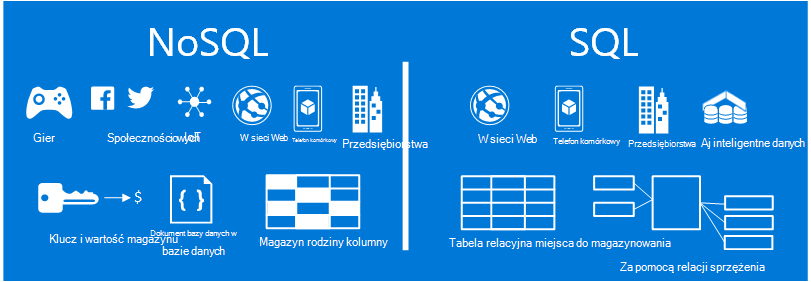 NoSQL
SQL
Gier
Społecznościowych
IoT
W sieci Web
Telefon komórkowy
Przedsiębiorstwa
W sieci Web
Telefon komórkowy
Przedsiębiorstwa
Aj inteligentne danych
$
{ }
Klucz i wartość magazynu
Dokument bazy danych w
bazie danych
Magazyn rodziny kolumny
Tabela relacyjna miejsca do magazynowania
Za pomocą relacji sprzężenia